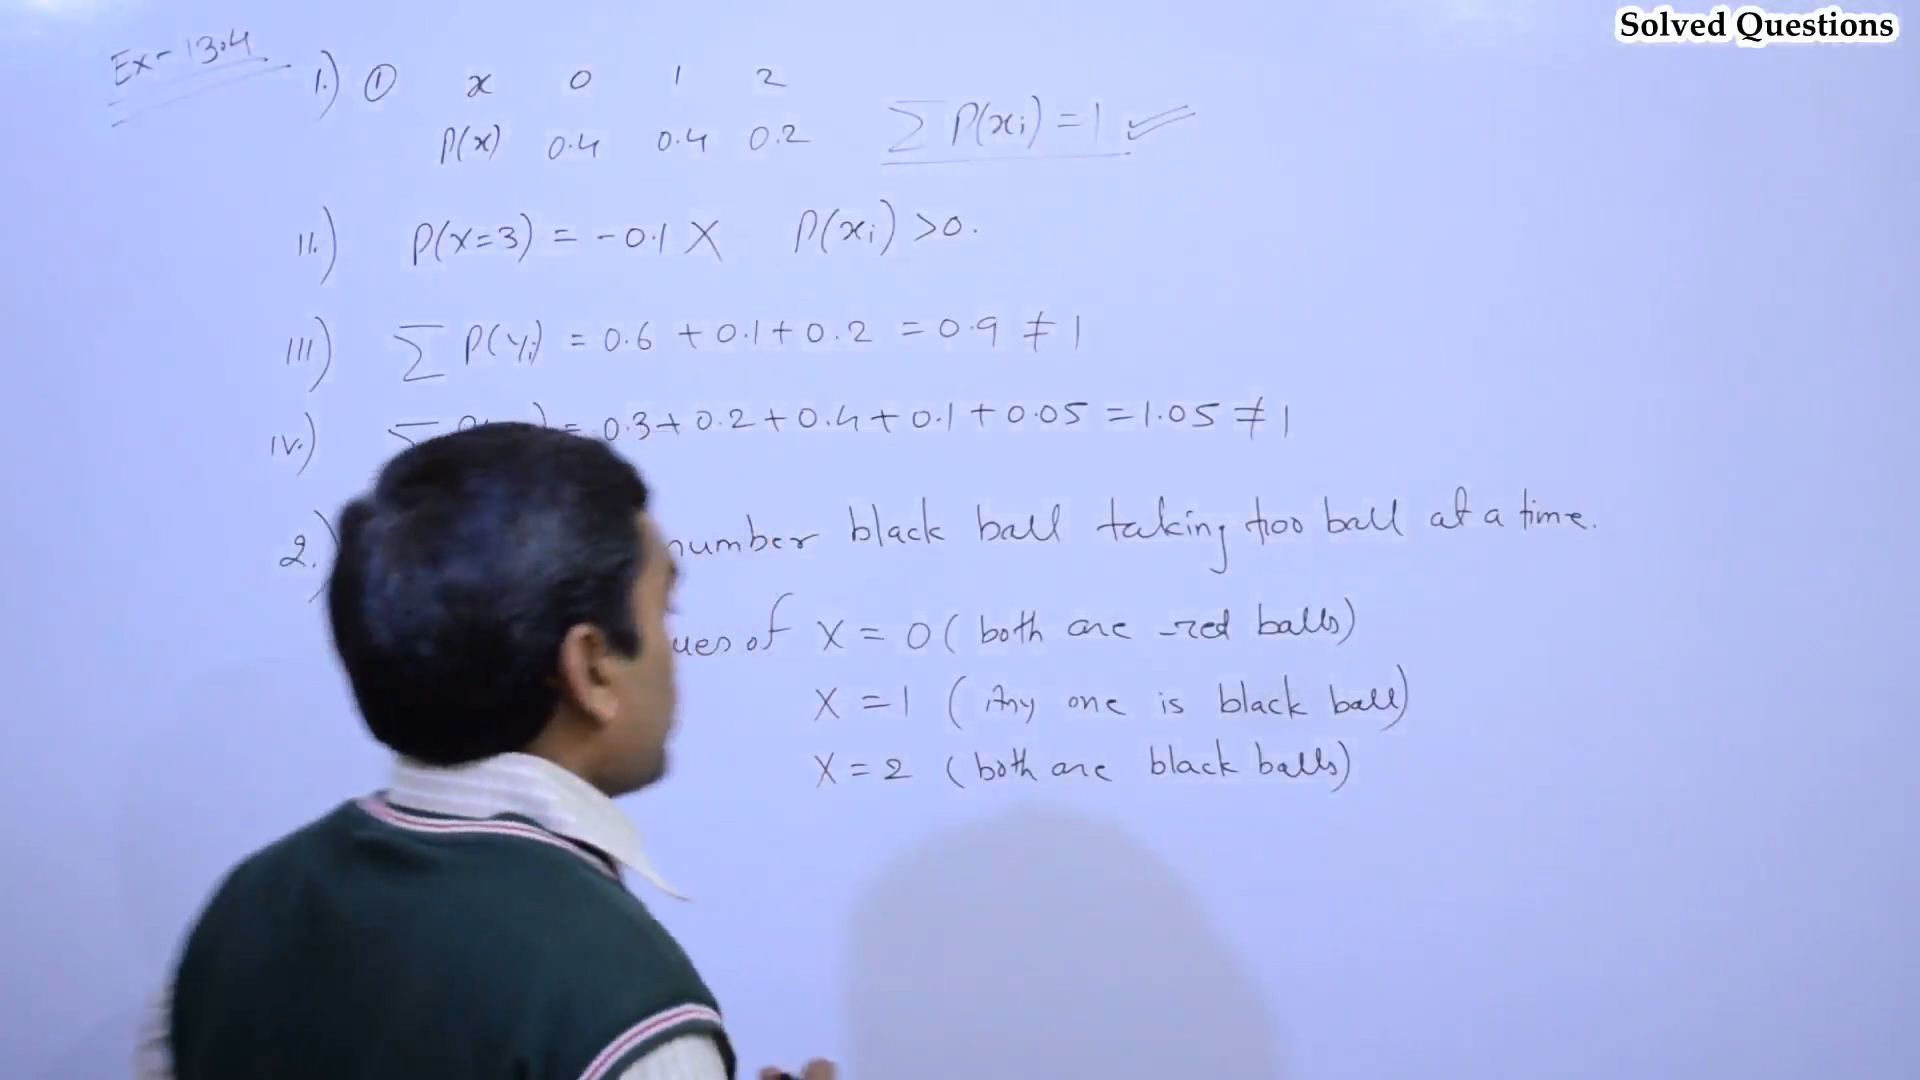 Solved Questions
Ex-13.4
1.) ① x 0 1 2
P(x) 0.4 0.4 0.2 ∑ P(xi) = 1 ✓
11.) P(X=3) = -0.1 X P(xi) >0.
111) ∑ P(Yi) = 0.6 + 0.1 + 0.2 = 0.9 ≠ 1
IV.) = 0.3 + 0.2 + 0.4 + 0.1 + 0.05 = 1.05 ≠ 1
2.) number black ball taking too ball at a time.
of X = 0 ( both are red balls)
X = 1 ( Any one is black ball)
X = 2 ( both are black balls)